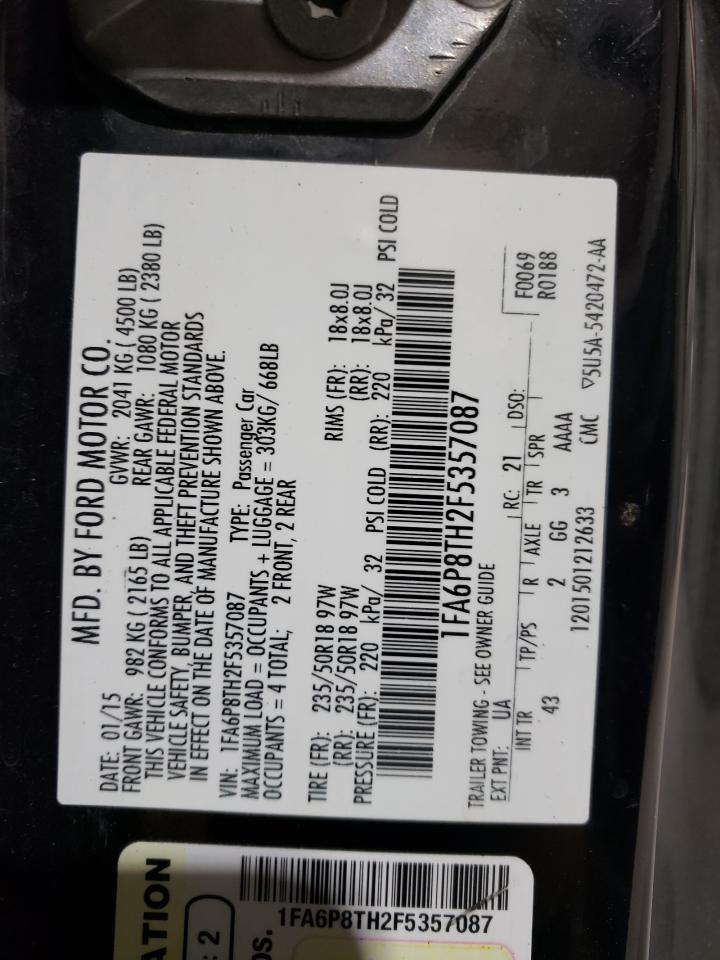 MFD. BY FORD MOTOR CO.
DATE: 01/15 GVWR: 2041 KG ( 4500 LB)
FRONT GAWR: 982 KG ( 2165 LB) REAR GAWR: 1080 KG ( 2380 LB)
THIS VEHICLE CONFORMS TO ALL APPLICABLE FEDERAL MOTOR
VEHICLE SAFETY, BUMPER, AND THEFT PREVENTION STANDARDS
IN EFFECT ON THE DATE OF MANUFACTURE SHOWN ABOVE.
VIN: 1FA6P8TH2F5357087 TYPE: Passenger Car
MAXIMUM LOAD = OCCUPANTS + LUGGAGE = 303KG/ 668LB
OCCUPANTS = 4 TOTAL; 2 FRONT, 2 REAR
TIRE (FR): 235/50R18 97W RIMS (FR): 18x8.0J
(RR): 235/50R18 97W (RR): 18x8.0J
PRESSURE (FR): 220 kPa/ 32 PSI COLD (RR): 220 kPa/ 32 PSI COLD
1FA6P8TH2F5357087
TRAILER TOWING - SEE OWNER GUIDE
EXT PNT: UA RC: 21 DSO:
INT TR TP/PS R AXLE TR SPR F0069
43 2 GG 3 AAAA R0188
1201501212633 CMC
▽5U5A-5420472-AA
ATION
: 2
os.
1FA6P8TH2F5357087